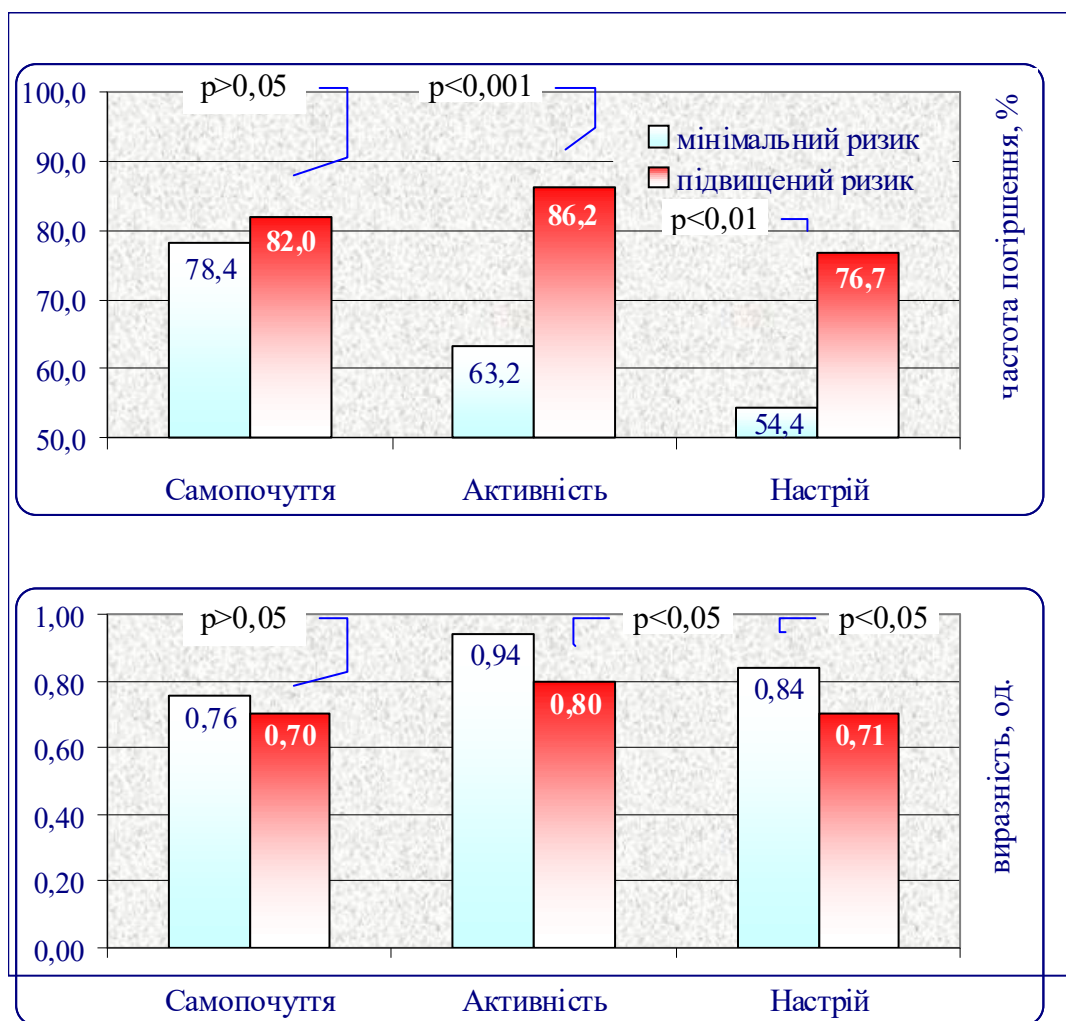 p>0,05
p<0,001
100,0
90,0
80,0
70,0
60,0
50,0
мінімальний ризик
підвищений ризик
p<0,01
78,4
82,0
63,2
86,2
54,4
76,7
Самопочуття
Активність
Настрій
частота погіршення, %
p>0,05
p<0,05
p<0,05
1,00
0,80
0,60
0,40
0,20
0,00
0,76
0,70
0,94
0,80
0,84
0,71
Самопочуття
Активність
Настрій
виразність, од.